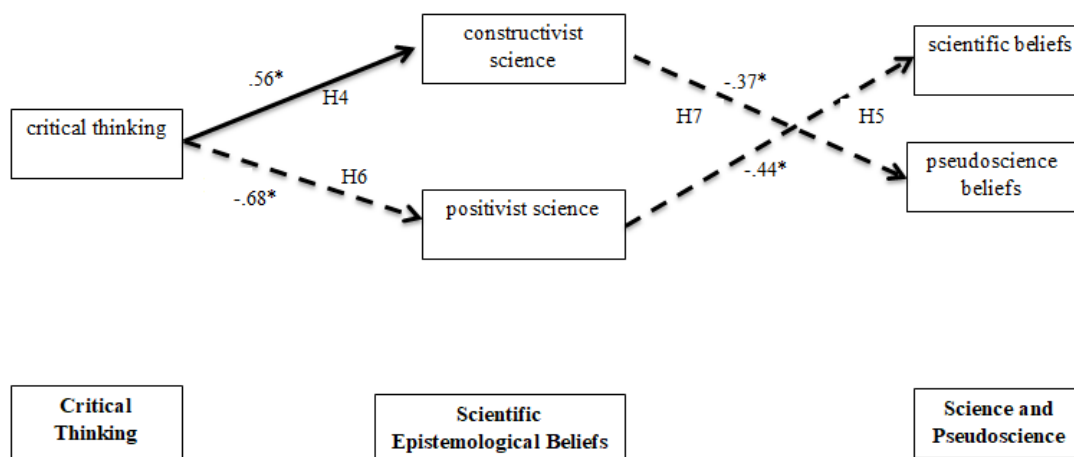 constructivist
science
scientific beliefs
.56*
H4
-.37*
H7
H5
critical thinking
pseudoscience
beliefs
H6
-.68*
-.44*
positivist science
Critical
Thinking
Scientific
Epistemological Beliefs
Science and
Pseudoscience